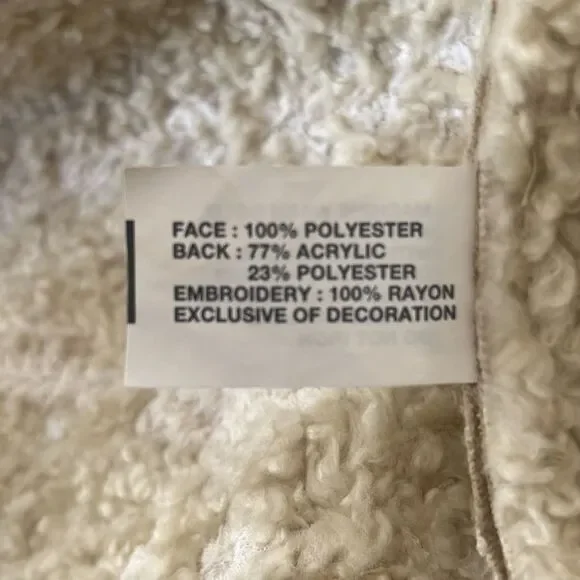 FACE : 100% POLYESTER
BACK : 77% ACRYLIC
23% POLYESTER
EMBROIDERY : 100% RAYON
EXCLUSIVE OF DECORATION